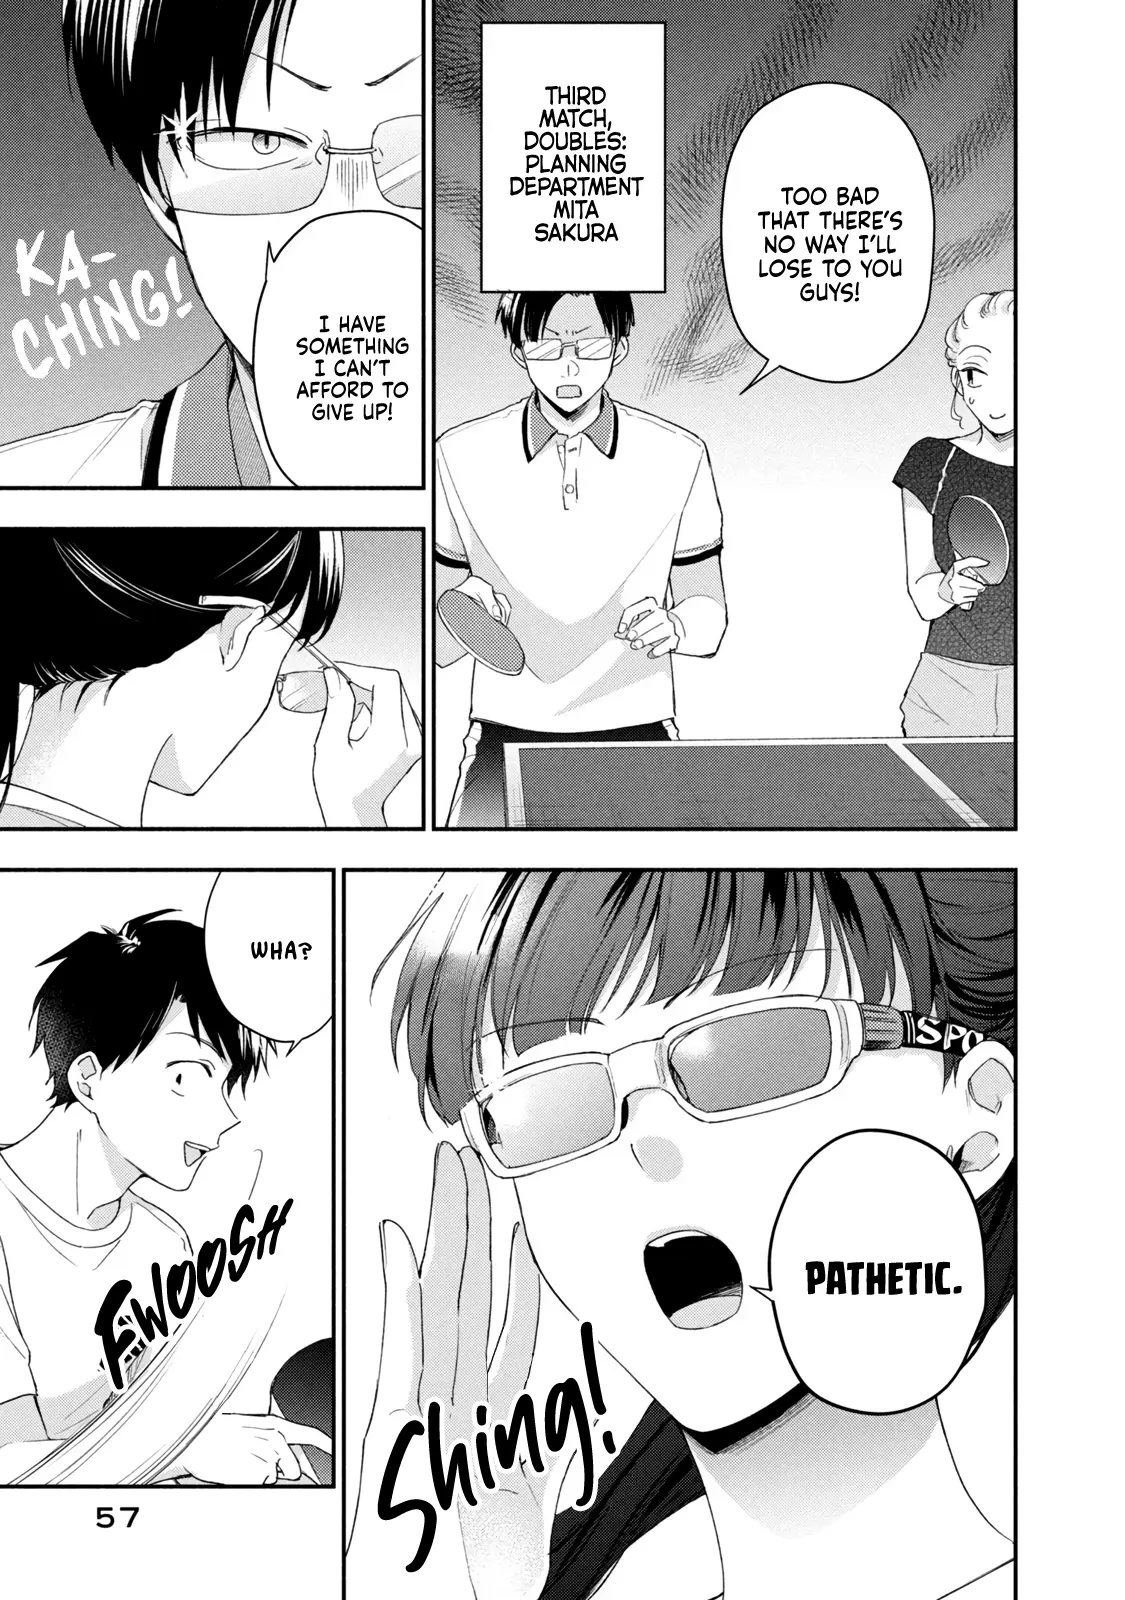 TOO BAD
THAT THERE'S
NO WAY I'LL
LOSE TO YOU
GUYS!
THIRD
MATCH,
DOUBLES:
PLANNING
DEPARTMENT
MITA
SAKURA
I HAVE
SOMETHING
I CAN'T
AFFORD TO
GIVE UP!
KA-
CHING!
SPO
PATHETIC.
Shing!
WHA?
FWOOSH
57